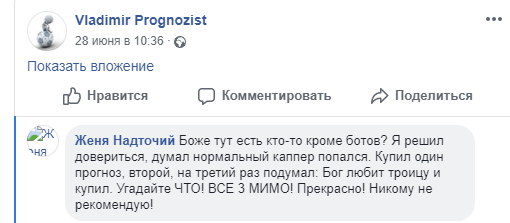 Vladimir Prognozist
28 июня в 10:36 ·
Показать вложение
Нравится Комментировать Поделиться
Женя Надточий Боже тут есть кто-то кроме ботов? Я решил
довериться, думал нормальный каппер попался. Купил один
прогноз, второй, на третий раз подумал: Бог любит троицу и
купил. Угадайте ЧТО! ВСЕ 3 МИМО! Прекрасно! Никому не
рекомендую!